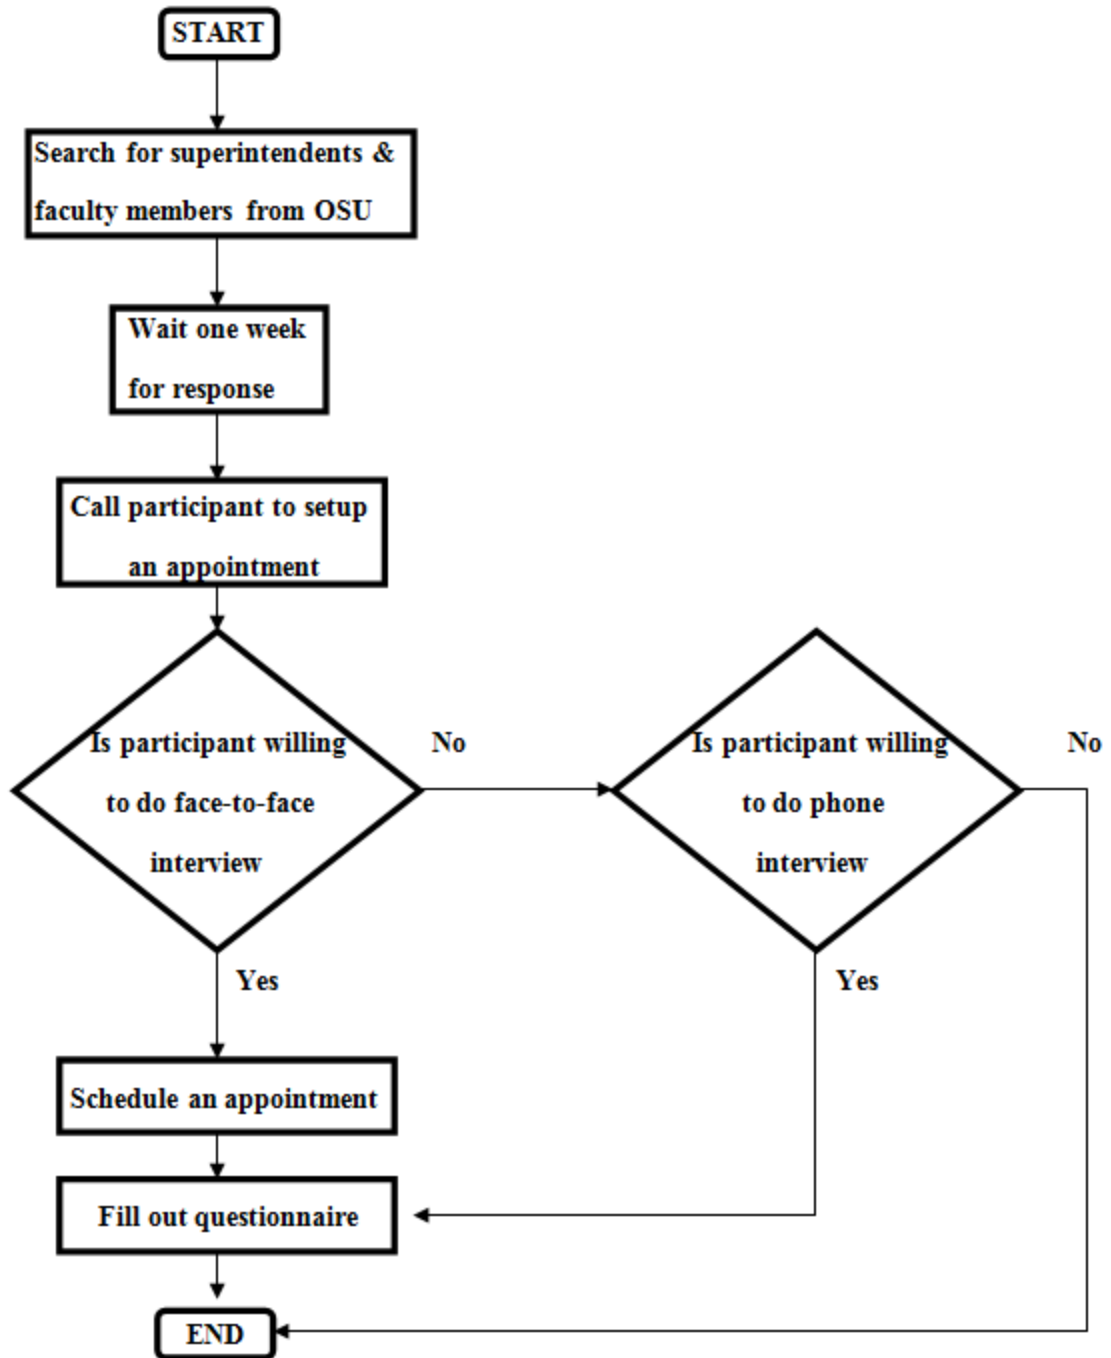 START
Search for superintendents &
faculty members from OSU
Wait one week
for response
Call participant to setup
an appointment
Is participant willing
to do face-to-face
interview
No
Is participant willing
to do phone
interview
No
Yes
Yes
Schedule an appointment
Fill out questionnaire
END